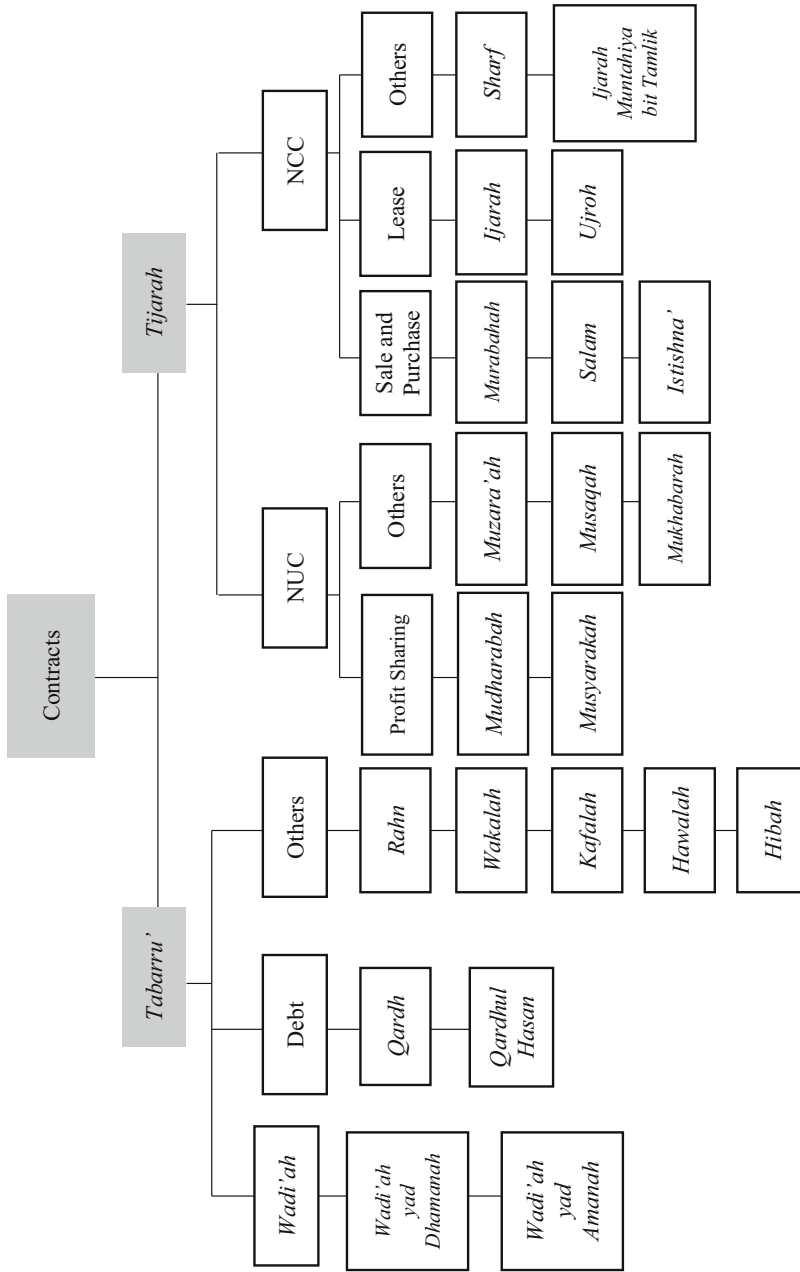 Contracts
Tabarru’
Tijarah
Wadi’ah
Debt
Others
NUC
NCC
Wadi’ah
yad
Dhamanah
Wadi’ah
yad
Amanah
Qardh
Qardhul
Hasan
Rahn
Wakalah
Kafalah
Hawalah
Hibah
Profit Sharing
Mudharabah
Musyarakah
Others
Muzara’ah
Musaqah
Mukhabarah
Sale and
Purchase
Murabahah
Salam
Istishna’
Lease
Ijarah
Ujroh
Others
Sharf
Ijarah
Muntahiya
bit Tamlik